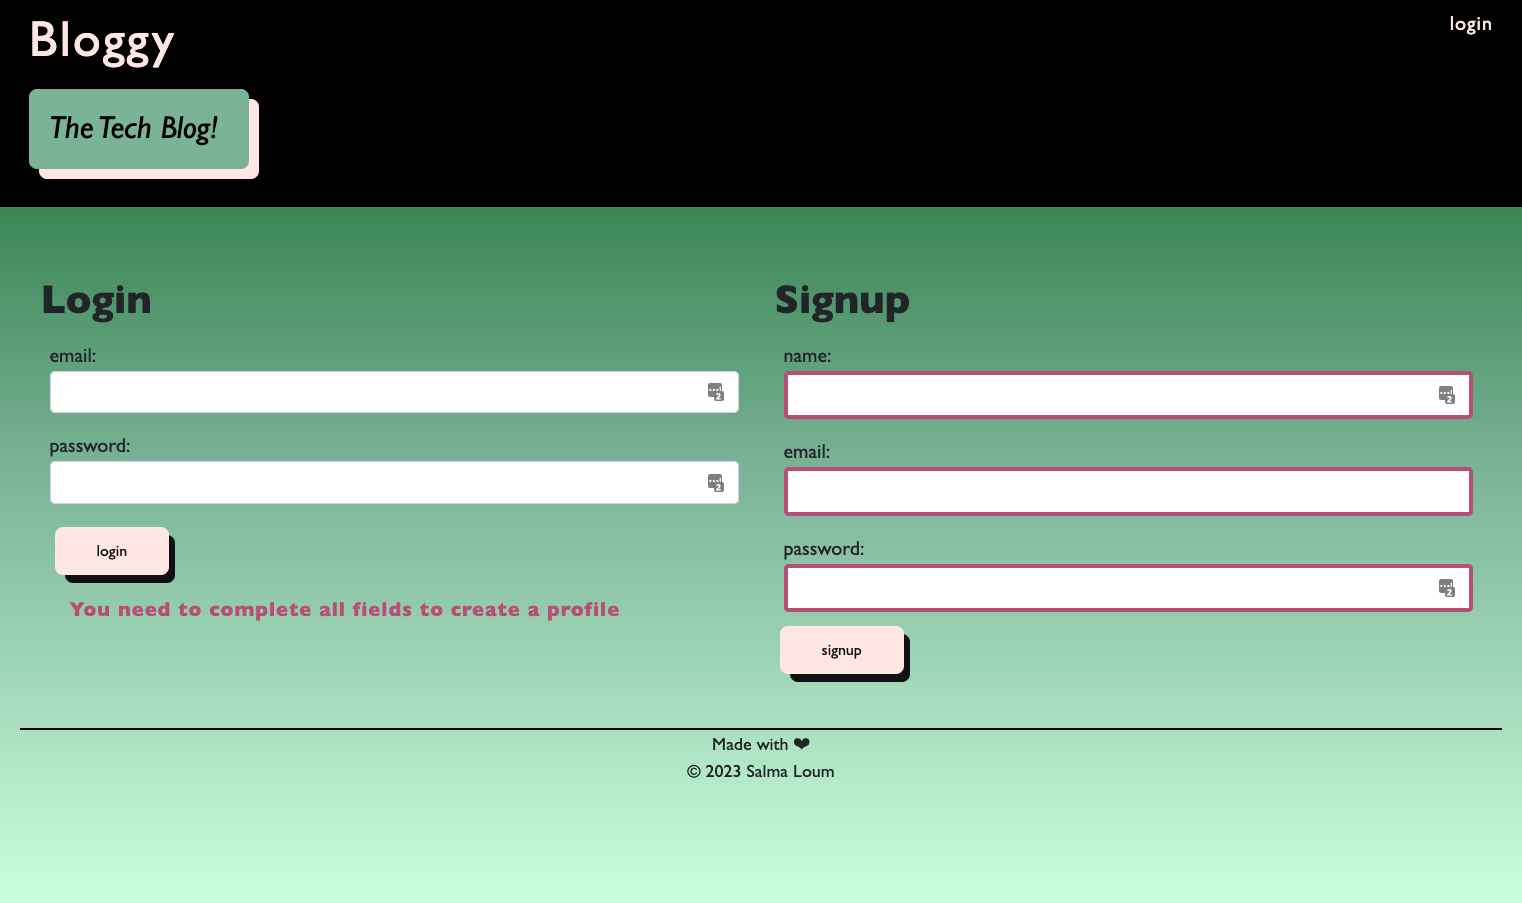 Bloggy
login
The Tech Blog!
Login
email:
password:
login
You need to complete all fields to create a profile
Signup
name:
email:
password:
signup
Made with ❤
© 2023 Salma Loum